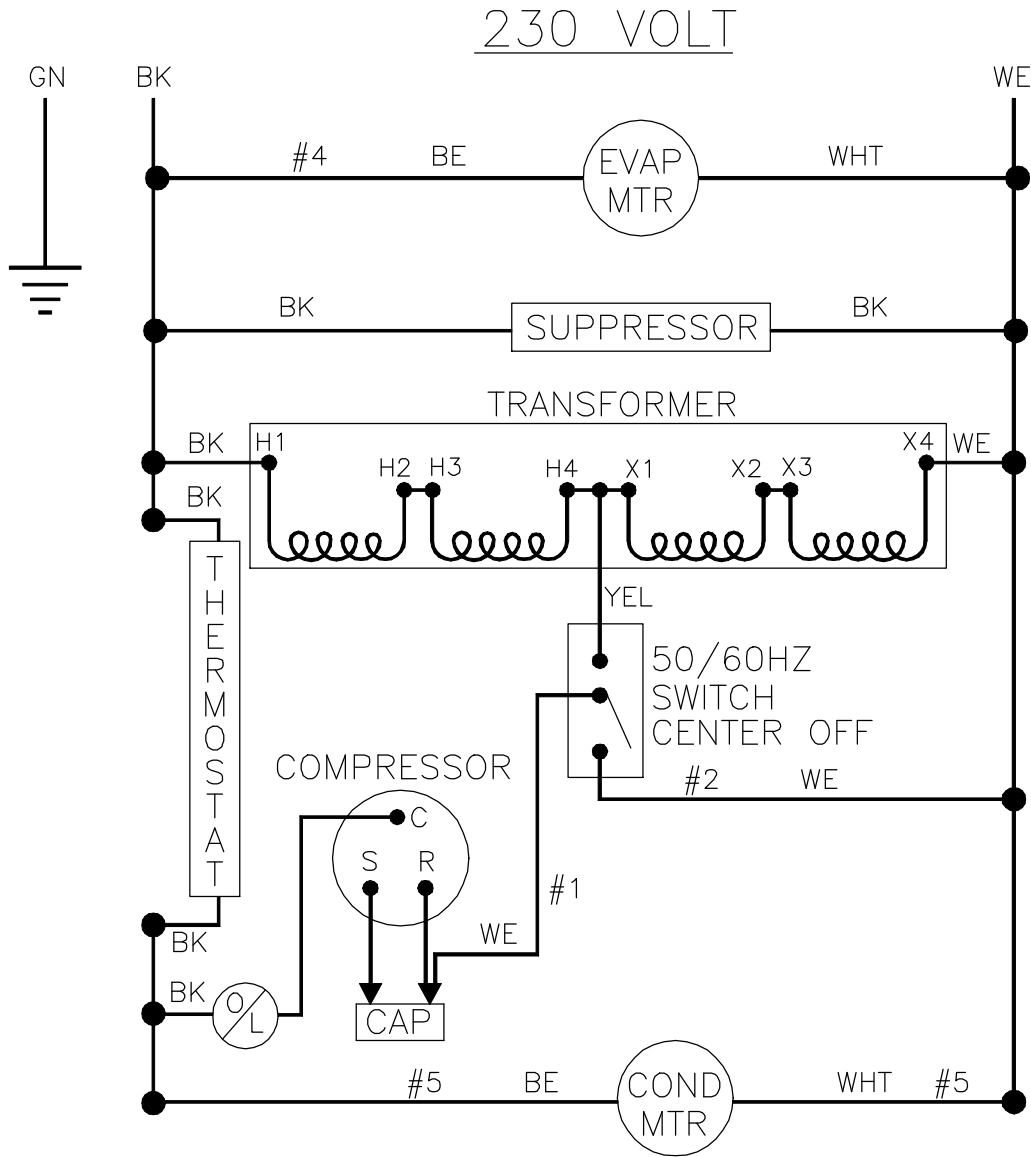 230 VOLT
GN BK WE
#4 BE EVAP MTR WHT
BK SUPPRESSOR BK
TRANSFORMER
BK H1 H2 H3 H4 X1 X2 X3 X4 WE
BK
THERMOSTAT
YEL
50/60HZ
SWITCH
CENTER OFF
#2 WE
COMPRESSOR
C
S R
#1
WE
BK
BK O/L
CAP
#5 BE COND MTR WHT #5